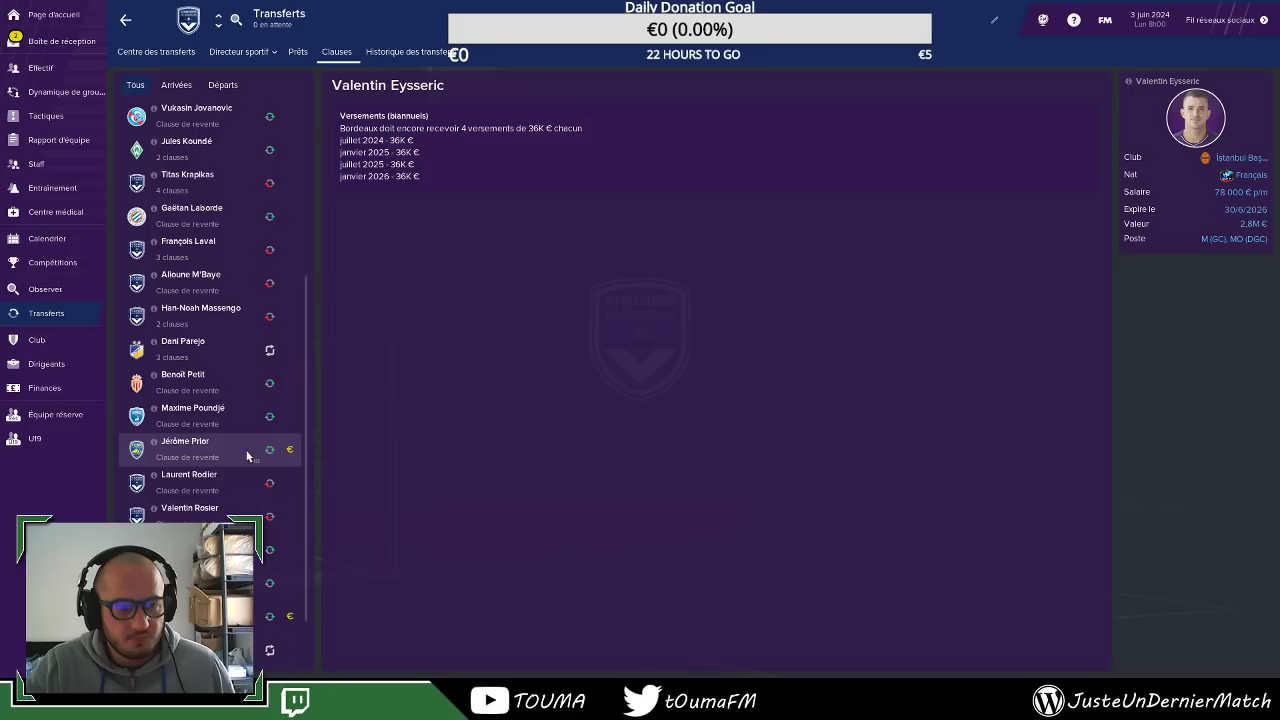 Transferts
0 en attente
Daily Donation Goal
€0 (0.00%)
€0
22 HOURS TO GO
€5
FM
3 juin 2024
Lun 8h00
Fil réseaux sociaux
Page d'accueil
2
Boîte de réception
Effectif
Dynamique de grou...
Tactiques
Rapport d'équipe
Staff
Entraînement
Centre médical
Calendrier
Compétitions
Observer
Transferts
Club
Dirigeants
Finances
Équipe réserve
U19
Centre des transferts
Directeur sportif
Prêts
Clauses
Historique des transfer
Tous
Arrivées
Départs
Vukasin Jovanovic
Clause de revente
Jules Koundé
2 clauses
Titas Krapikas
4 clauses
Gaëtan Laborde
Clause de revente
François Laval
3 clauses
Alioune M'Baye
Clause de revente
Han-Noah Massengo
2 clauses
Dani Parejo
3 clauses
Benoît Petit
Clause de revente
Maxime Poundjé
Clause de revente
Jérôme Prior
Clause de revente
€
Laurent Rodier
Clause de revente
Valentin Rosier
€
Valentin Eysseric
Versements (biannuels)
Bordeaux doit encore recevoir 4 versements de 36K € chacun
juillet 2024 - 36K €
janvier 2025 - 36K €
juillet 2025 - 36K €
janvier 2026 - 36K €
Valentin Eysseric
Club
İstanbul Baş...
Nat
Français
Salaire
78 000 € p/m
Expire le
30/6/2026
Valeur
2,8M €
Poste
M (GC), MO (DGC)
TOUMA
tOumaFM
JusteUnDernierMatch